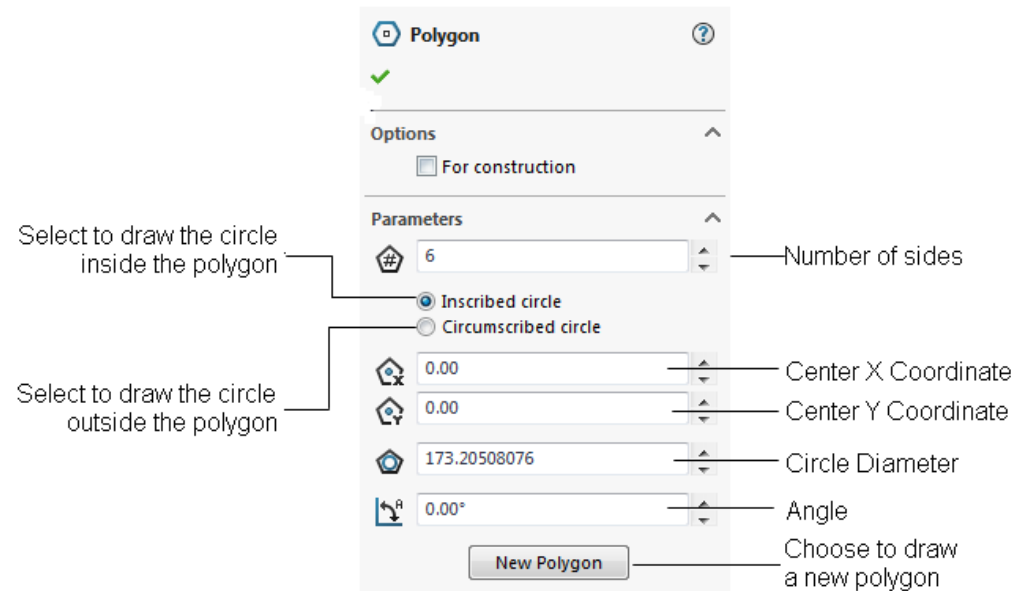 Polygon
Options
For construction
Parameters
Select to draw the circle
inside the polygon
6
Number of sides
Inscribed circle
Circumscribed circle
Select to draw the circle
outside the polygon
0.00
Center X Coordinate
0.00
Center Y Coordinate
173.20508076
Circle Diameter
0.00°
Angle
New Polygon
Choose to draw
a new polygon